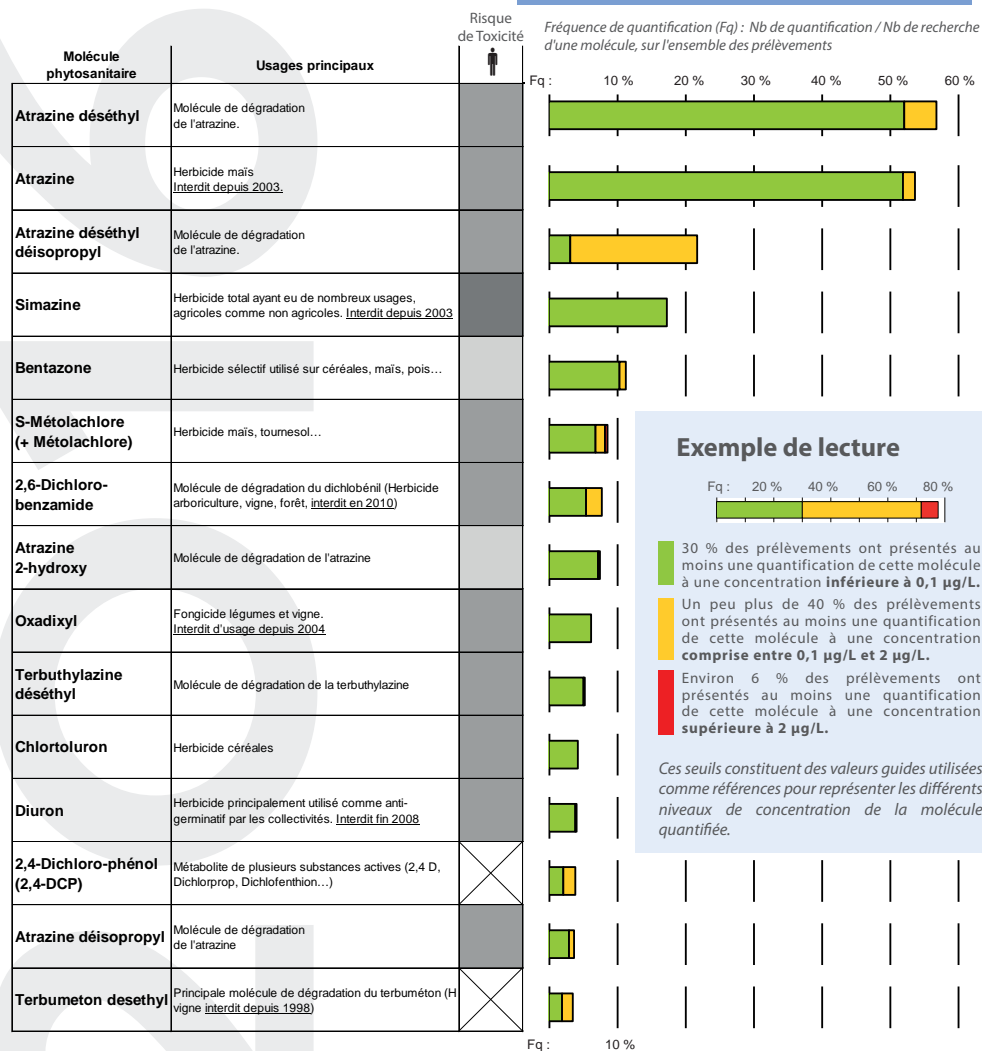 Risque
de Toxicité
Fréquence de quantification (Fq) : Nb de quantification / Nb de recherche
d'une molécule, sur l'ensemble des prélèvements
Molécule
phytosanitaire
Usages principaux
Fq :
10 %
20 %
30 %
40 %
50 %
60 %
Atrazine déséthyl
Molécule de dégradation
de l'atrazine.
Atrazine
Herbicide maïs
Interdit depuis 2003.
Atrazine déséthyl
déisopropyl
Molécule de dégradation
de l'atrazine.
Simazine
Herbicide total ayant eu de nombreux usages,
agricoles comme non agricoles. Interdit depuis 2003
Bentazone
Herbicide sélectif utilisé sur céréales, maïs, pois…
S-Métolachlore
(+ Métolachlore)
Herbicide maïs, tournesol…
2,6-Dichloro-
benzamide
Molécule de dégradation du dichlobénil (Herbicide
arboriculture, vigne, forêt, interdit en 2010)
Atrazine
2-hydroxy
Molécule de dégradation de l'atrazine
Oxadixyl
Fongicide légumes et vigne.
Interdit d'usage depuis 2004
Terbuthylazine
déséthyl
Molécule de dégradation de la terbuthylazine
Chlortoluron
Herbicide céréales
Diuron
Herbicide principalement utilisé comme anti-
germinatif par les collectivités. Interdit fin 2008
2,4-Dichloro-phénol
(2,4-DCP)
Métabolite de plusieurs substances actives (2,4 D,
Dichlorprop, Dichlofenthion…)
Atrazine déisopropyl
Molécule de dégradation
de l'atrazine
Terbumeton desethyl
Principale molécule de dégradation du terbuméton (H
vigne interdit depuis 1998)
Exemple de lecture
Fq :
20 %
40 %
60 %
80 %
30 % des prélèvements ont présentés au
moins une quantification de cette molécule
à une concentration inférieure à 0,1 µg/L.
Un peu plus de 40 % des prélèvements
ont présentés au moins une quantification
de cette molécule à une concentration
comprise entre 0,1 µg/L et 2 µg/L.
Environ 6 % des prélèvements ont
présentés au moins une quantification
de cette molécule à une concentration
supérieure à 2 µg/L.
Ces seuils constituent des valeurs guides utilisées
comme références pour représenter les différents
niveaux de concentration de la molécule
quantifiée.
Fq :
10 %